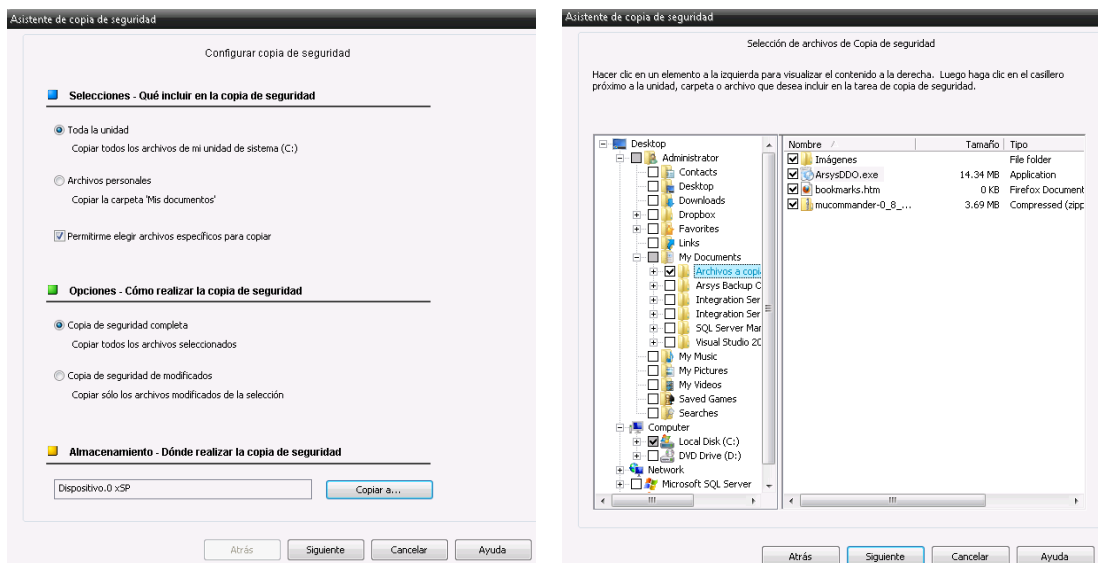 Asistente de copia de seguridad
Configurar copia de seguridad
Selecciones - Qué incluir en la copia de seguridad
Toda la unidad
Copiar todos los archivos de mi unidad de sistema (C:)
Archivos personales
Copiar la carpeta 'Mis documentos'
Permitirme elegir archivos específicos para copiar
Opciones - Cómo realizar la copia de seguridad
Copia de seguridad completa
Copiar todos los archivos seleccionados
Copia de seguridad de modificados
Copiar sólo los archivos modificados de la selección
Almacenamiento - Dónde realizar la copia de seguridad
Dispositivo.0 xSP
Copiar a...
Atrás Siguiente Cancelar Ayuda
Asistente de copia de seguridad
Selección de archivos de Copia de seguridad
Hacer clic en un elemento a la izquierda para visualizar el contenido a la derecha. Luego haga clic en el casillero
próximo a la unidad, carpeta o archivo que desea incluir en la tarea de copia de seguridad.
Desktop
Administrator
Contacts
Desktop
Downloads
Dropbox
Favorites
Links
My Documents
Archivos a copi
Arsys Backup C
Integration Ser
Integration Ser
SQL Server Mar
Visual Studio 20
My Music
My Pictures
My Videos
Saved Games
Searches
Computer
Local Disk (C:)
DVD Drive (D:)
Network
Microsoft SQL Server
Nombre Tamaño Tipo
Imágenes File folder
ArsysDDO.exe 14.34 MB Application
bookmarks.htm 0 KB Firefox Document
mucommander-0_8_... 3.69 MB Compressed (zipp
Atrás Siguiente Cancelar Ayuda